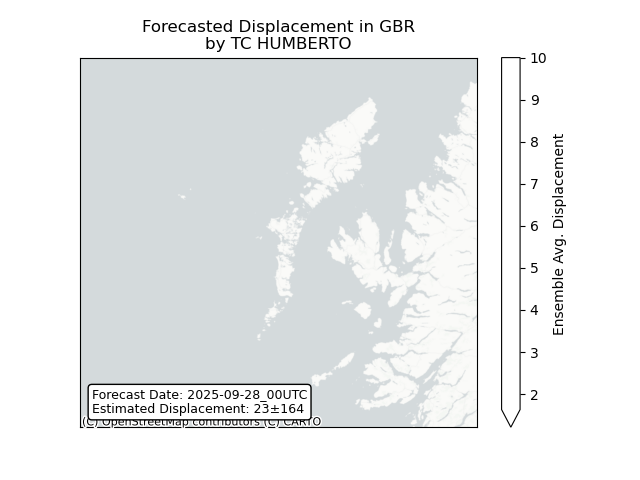 Forecasted Displacement in GBR
by TC HUMBERTO
10
9
8
7
6
5
4
3
2
Ensemble Avg. Displacement
Forecast Date: 2025-09-28_00UTC
Estimated Displacement: 23±164
(C) OpenStreetMap contributors (C) CARTO